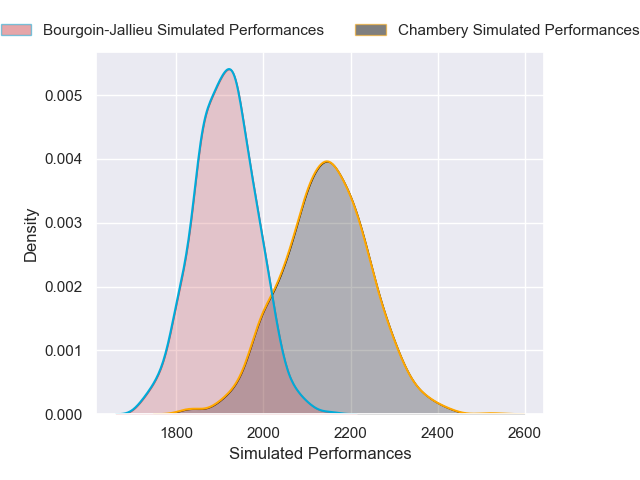 Bourgoin-Jallieu Simulated Performances Chambery Simulated Performances
0.005
0.004
0.003
0.002
0.001
0.000
Density
1800 2000 2200 2400 2600
Simulated Performances